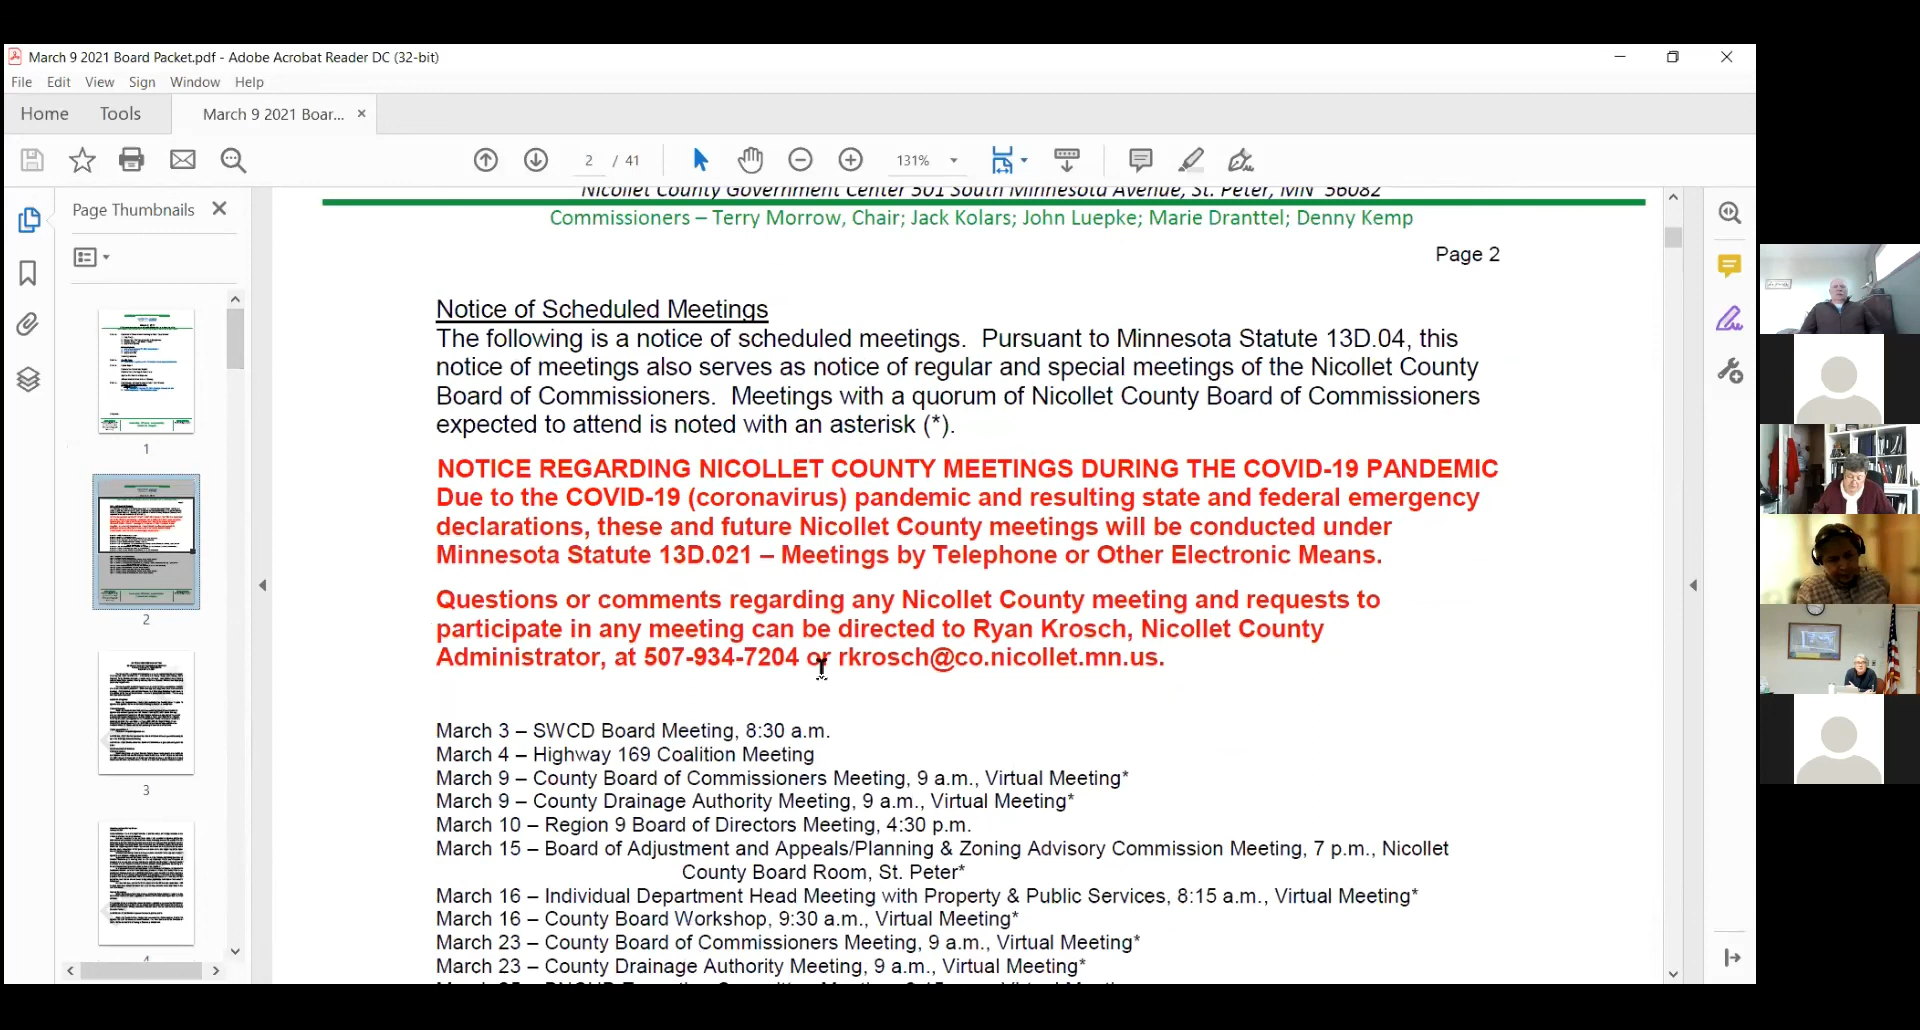 March 9 2021 Board Packet.pdf - Adobe Acrobat Reader DC (32-bit)
File Edit View Sign Window Help
Home Tools March 9 2021 Boar...
2 / 41 131%
Page Thumbnails
1
2
3
4
Nicollet County Government Center 501 South Minnesota Avenue, St. Peter, MN 56082
Commissioners – Terry Morrow, Chair; Jack Kolars; John Luepke; Marie Dranttel; Denny Kemp
Page 2
Notice of Scheduled Meetings
The following is a notice of scheduled meetings. Pursuant to Minnesota Statute 13D.04, this
notice of meetings also serves as notice of regular and special meetings of the Nicollet County
Board of Commissioners. Meetings with a quorum of Nicollet County Board of Commissioners
expected to attend is noted with an asterisk (*).
NOTICE REGARDING NICOLLET COUNTY MEETINGS DURING THE COVID-19 PANDEMIC
Due to the COVID-19 (coronavirus) pandemic and resulting state and federal emergency
declarations, these and future Nicollet County meetings will be conducted under
Minnesota Statute 13D.021 – Meetings by Telephone or Other Electronic Means.
Questions or comments regarding any Nicollet County meeting and requests to
participate in any meeting can be directed to Ryan Krosch, Nicollet County
Administrator, at 507-934-7204 or rkrosch@co.nicollet.mn.us.
March 3 – SWCD Board Meeting, 8:30 a.m.
March 4 – Highway 169 Coalition Meeting
March 9 – County Board of Commissioners Meeting, 9 a.m., Virtual Meeting*
March 9 – County Drainage Authority Meeting, 9 a.m., Virtual Meeting*
March 10 – Region 9 Board of Directors Meeting, 4:30 p.m.
March 15 – Board of Adjustment and Appeals/Planning & Zoning Advisory Commission Meeting, 7 p.m., Nicollet
County Board Room, St. Peter*
March 16 – Individual Department Head Meeting with Property & Public Services, 8:15 a.m., Virtual Meeting*
March 16 – County Board Workshop, 9:30 a.m., Virtual Meeting*
March 23 – County Board of Commissioners Meeting, 9 a.m., Virtual Meeting*
March 23 – County Drainage Authority Meeting, 9 a.m., Virtual Meeting*